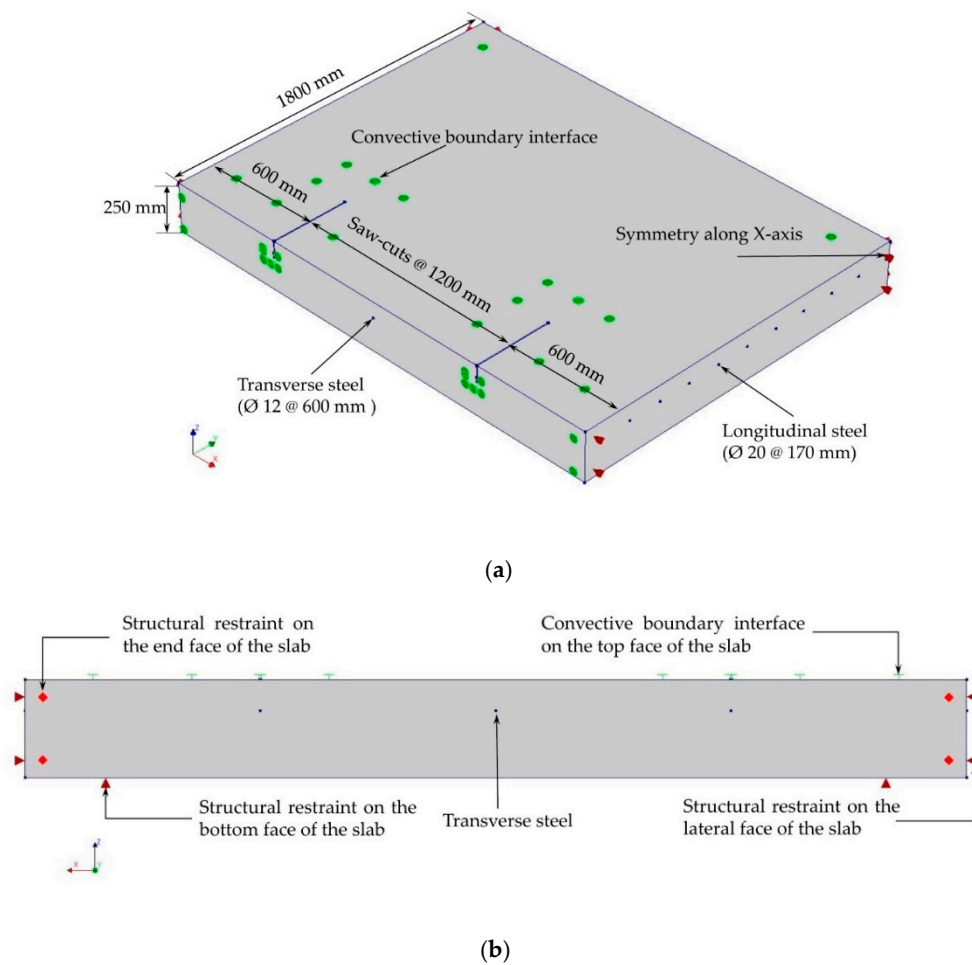 1800 mm
Convective boundary interface
600 mm
250 mm
Saw-cuts @ 1200 mm
Symmetry along X-axis
600 mm
Transverse steel
(Ø 12 @ 600 mm )
Longitudinal steel
(Ø 20 @ 170 mm)
Z
Y
X
(a)
Structural restraint on
the end face of the slab
Convective boundary interface
on the top face of the slab
Structural restraint on the
bottom face of the slab
Transverse steel
Structural restraint on the
lateral face of the slab
Z
X
Y
(b)